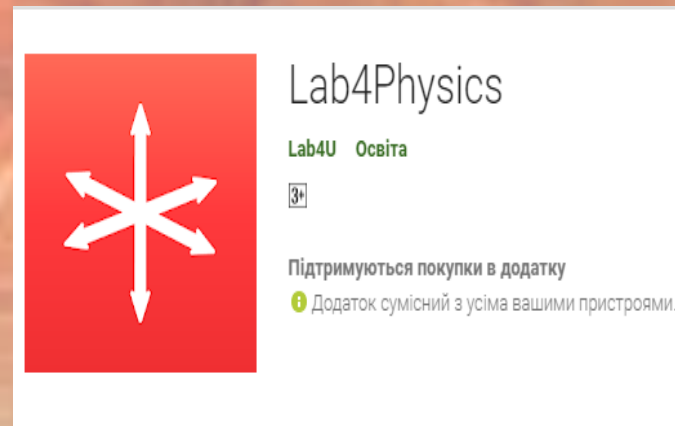 Lab4Physics
Lab4U Освіта
3+
Підтримуються покупки в додатку
Додаток сумісний з усіма вашими пристроями.